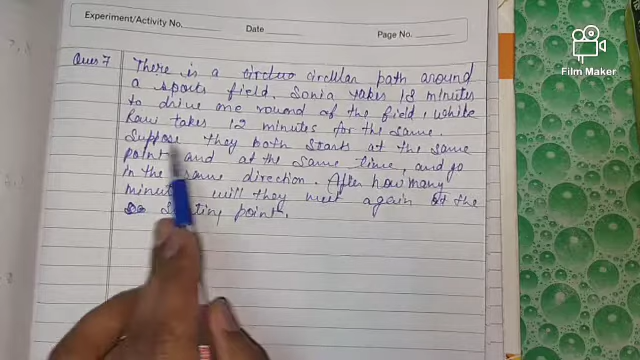 Experiment/Activity No.
Date
Page No.
Ques 7 There is a circular path around
a sports field. Sonia takes 18 minutes
to drive one round of the field, while
Ravi takes 12 minutes for the same.
Suppose they both starts at the same
point and at the same time, and go
in the same direction. After how many
minutes will they meet again at the
starting point.
Film Maker